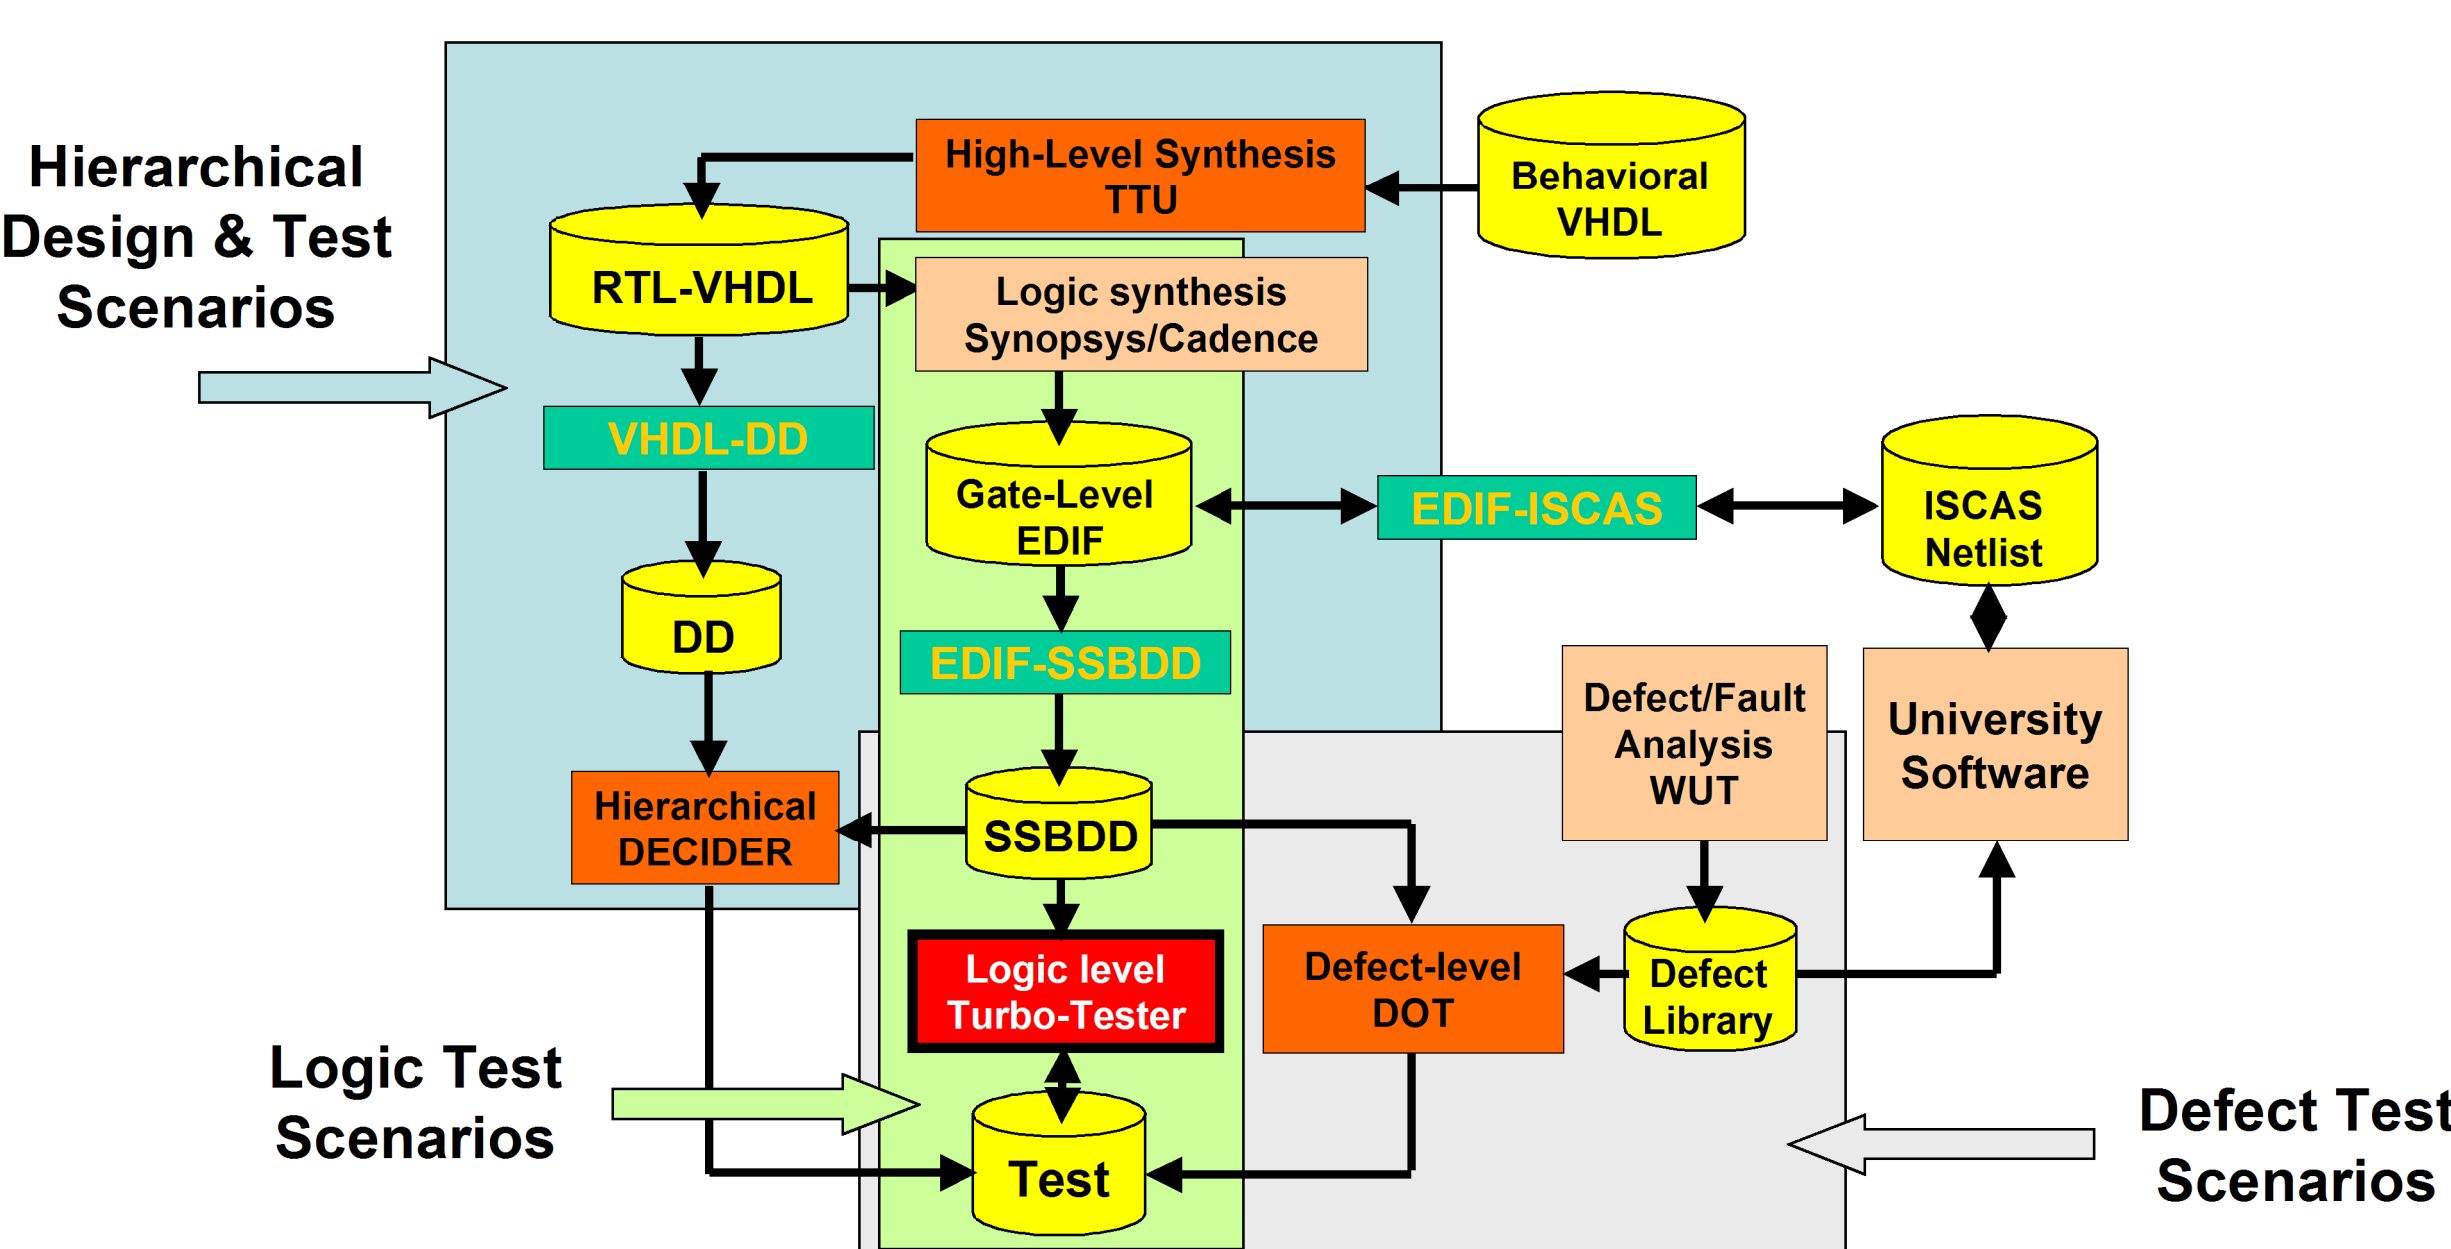 Hierarchical
Design & Test
Scenarios
High-Level Synthesis
TTU
Behavioral
VHDL
RTL-VHDL
Logic synthesis
Synopsys/Cadence
VHDL-DD
Gate-Level
EDIF
EDIF-ISCAS
ISCAS
Netlist
DD
EDIF-SSBDD
Defect/Fault
Analysis
WUT
University
Software
Hierarchical
DECIDER
SSBDD
Logic level
Turbo-Tester
Defect-level
DOT
Defect
Library
Logic Test
Scenarios
Test
Defect Test
Scenarios